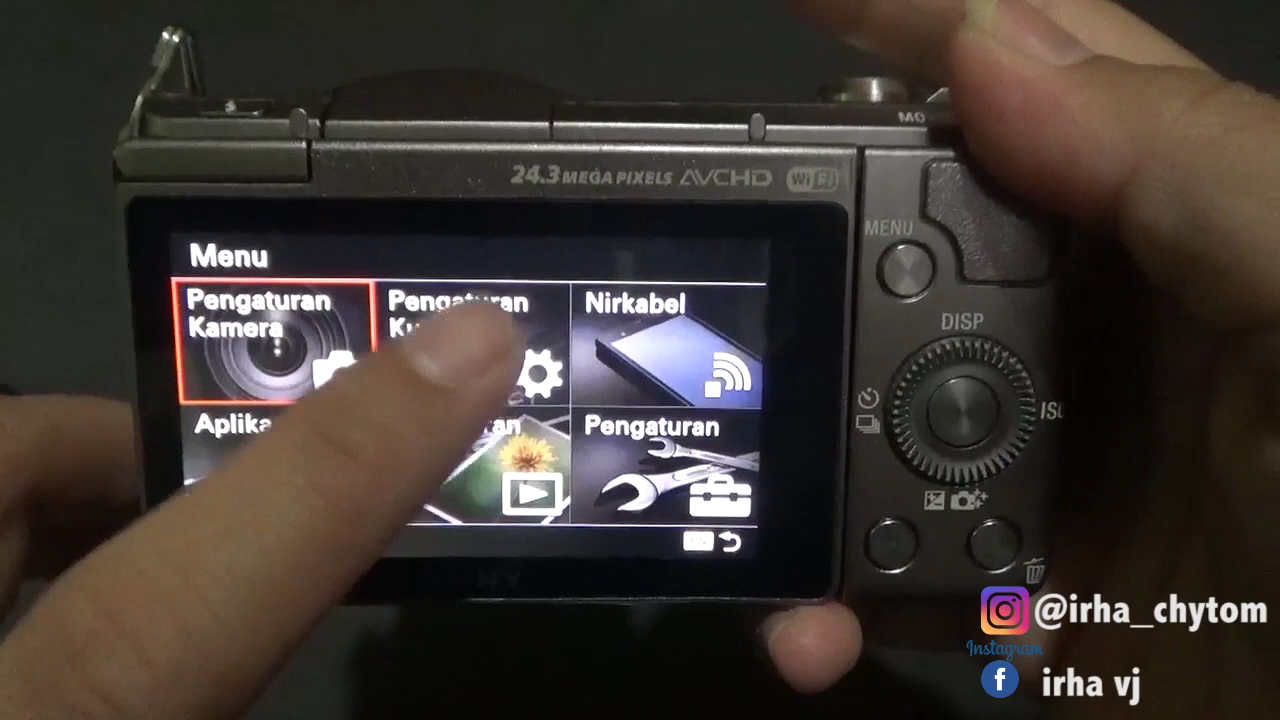 24.3 MEGA PIXELS AVCHD Wi Fi
MENU
DISP
Menu
Pengaturan
Kamera
Pengaturan
Nirkabel
Pengaturan
@irha_chytom
Instagram
irha vj